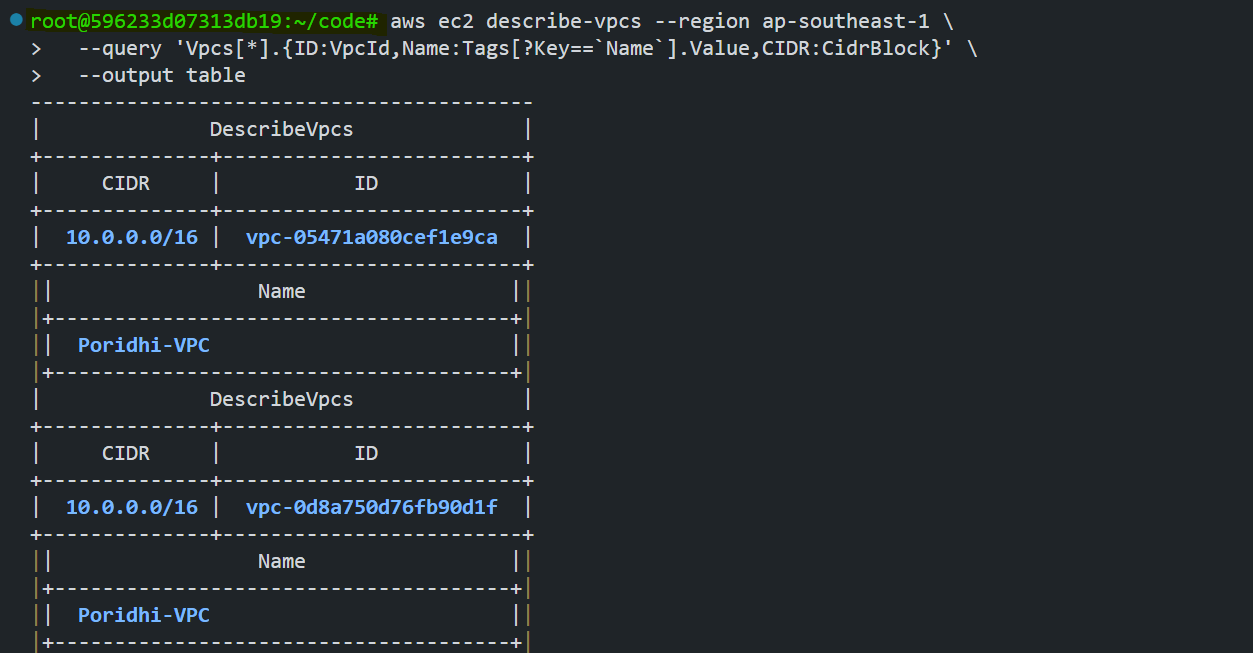 root@596233d07313db19:~/code# aws ec2 describe-vpcs --region ap-southeast-1 \
>   --query 'Vpcs[*].{ID:VpcId,Name:Tags[?Key==`Name`].Value,CIDR:CidrBlock}' \
>   --output table
------------------------------------------
|              DescribeVpcs              |
+--------------+-------------------------+
|     CIDR     |           ID            |
+--------------+-------------------------+
|  10.0.0.0/16 |  vpc-05471a080cef1e9ca  |
+--------------+-------------------------+
||                 Name                 ||
|+--------------------------------------+|
||  Poridhi-VPC                         ||
|+--------------------------------------+|
|              DescribeVpcs              |
+--------------+-------------------------+
|     CIDR     |           ID            |
+--------------+-------------------------+
|  10.0.0.0/16 |  vpc-0d8a750d76fb90d1f  |
+--------------+-------------------------+
||                 Name                 ||
|+--------------------------------------+|
||  Poridhi-VPC                         ||
|+--------------------------------------+|